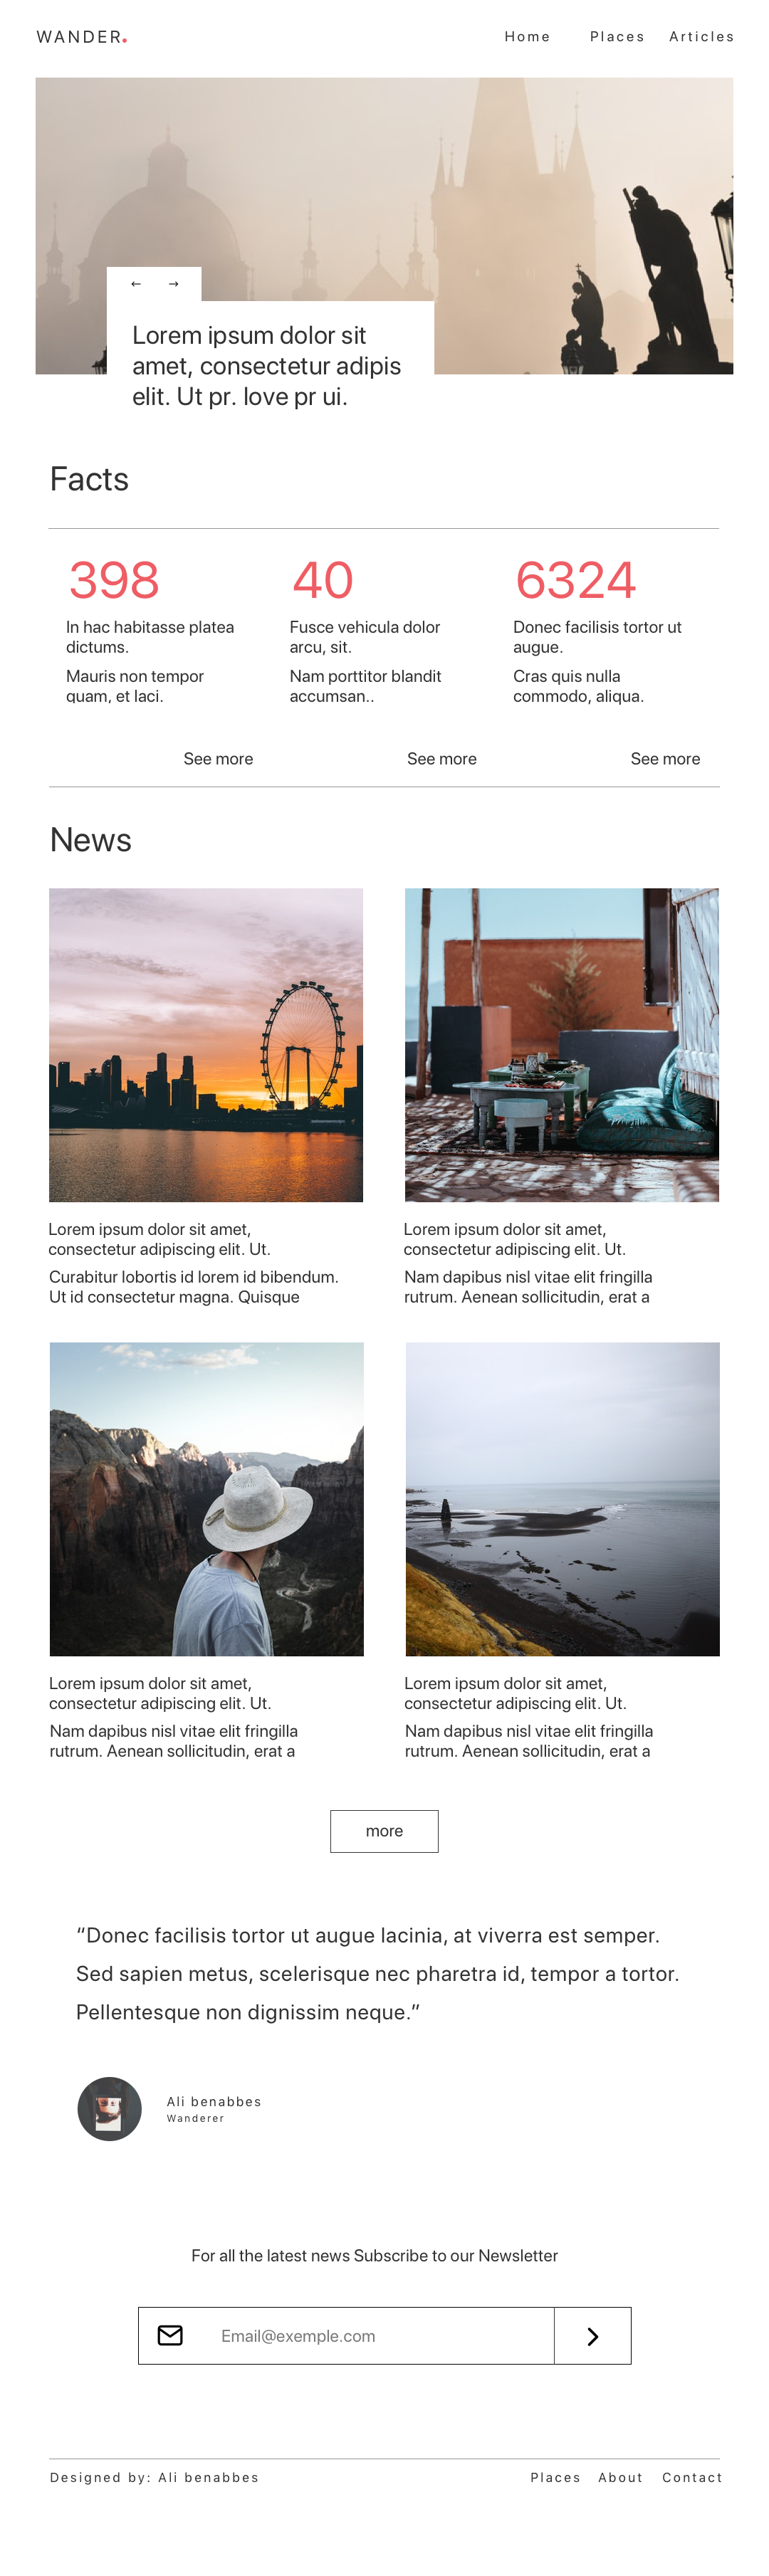 WANDER.
Home Places Articles
← →
Lorem ipsum dolor sit
amet, consectetur adipis
elit. Ut pr. love pr ui.
Facts
398
In hac habitasse platea
dictums.
Mauris non tempor
quam, et laci.
See more
40
Fusce vehicula dolor
arcu, sit.
Nam porttitor blandit
accumsan..
See more
6324
Donec facilisis tortor ut
augue.
Cras quis nulla
commodo, aliqua.
See more
News
Lorem ipsum dolor sit amet,
consectetur adipiscing elit. Ut.
Curabitur lobortis id lorem id bibendum.
Ut id consectetur magna. Quisque
Lorem ipsum dolor sit amet,
consectetur adipiscing elit. Ut.
Nam dapibus nisl vitae elit fringilla
rutrum. Aenean sollicitudin, erat a
Lorem ipsum dolor sit amet,
consectetur adipiscing elit. Ut.
Nam dapibus nisl vitae elit fringilla
rutrum. Aenean sollicitudin, erat a
Lorem ipsum dolor sit amet,
consectetur adipiscing elit. Ut.
Nam dapibus nisl vitae elit fringilla
rutrum. Aenean sollicitudin, erat a
more
“Donec facilisis tortor ut augue lacinia, at viverra est semper.
Sed sapien metus, scelerisque nec pharetra id, tempor a tortor.
Pellentesque non dignissim neque.”
Ali benabbes
Wanderer
For all the latest news Subscribe to our Newsletter
Email@exemple.com
Designed by: Ali benabbes
Places About Contact